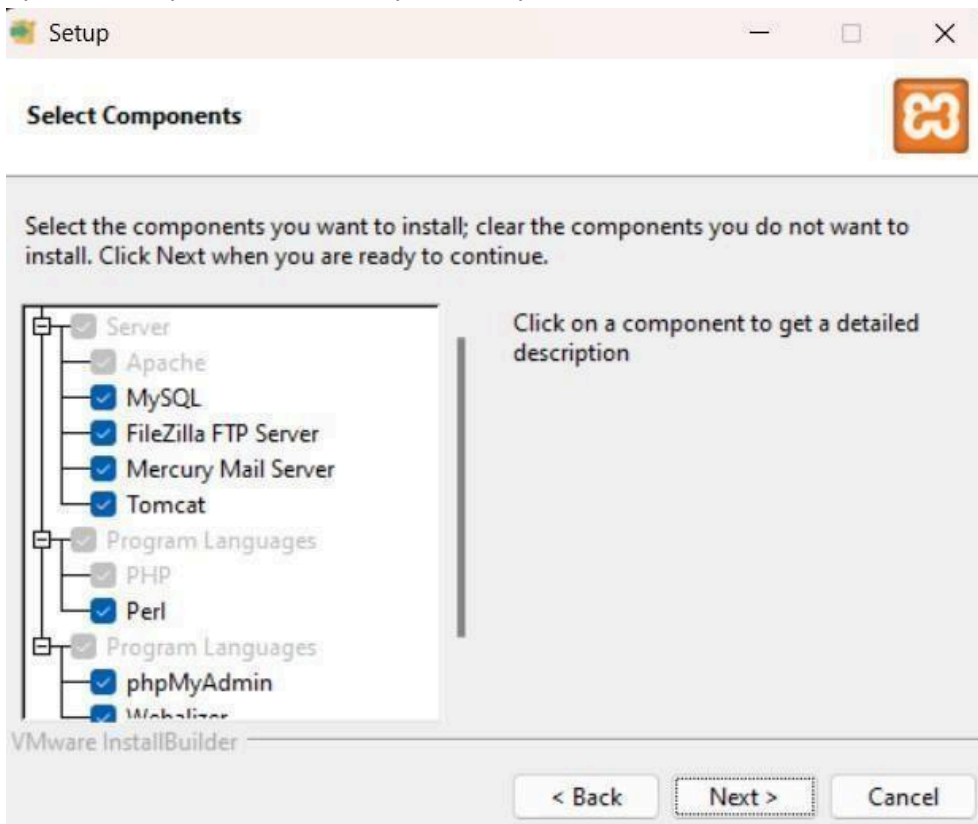 Setup
Select Components
Select the components you want to install; clear the components you do not want to
install. Click Next when you are ready to continue.
Server
Apache
MySQL
FileZilla FTP Server
Mercury Mail Server
Tomcat
Program Languages
PHP
Perl
Program Languages
phpMyAdmin
Webalizer
Click on a component to get a detailed
description
VMware InstallBuilder
< Back
Next >
Cancel